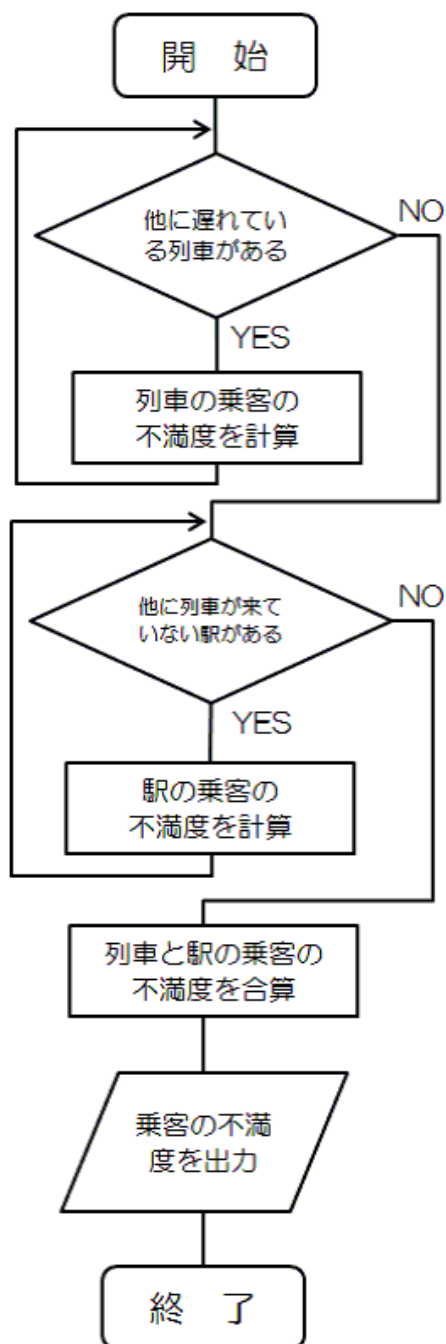 開 始
他に遅れてい
る列車がある
NO
YES
列車の乗客の
不満度を計算
他に列車が来て
いない駅がある
NO
YES
駅の乗客の
不満度を計算
列車と駅の乗客の
不満度を合算
乗客の不満
度を出力
終 了